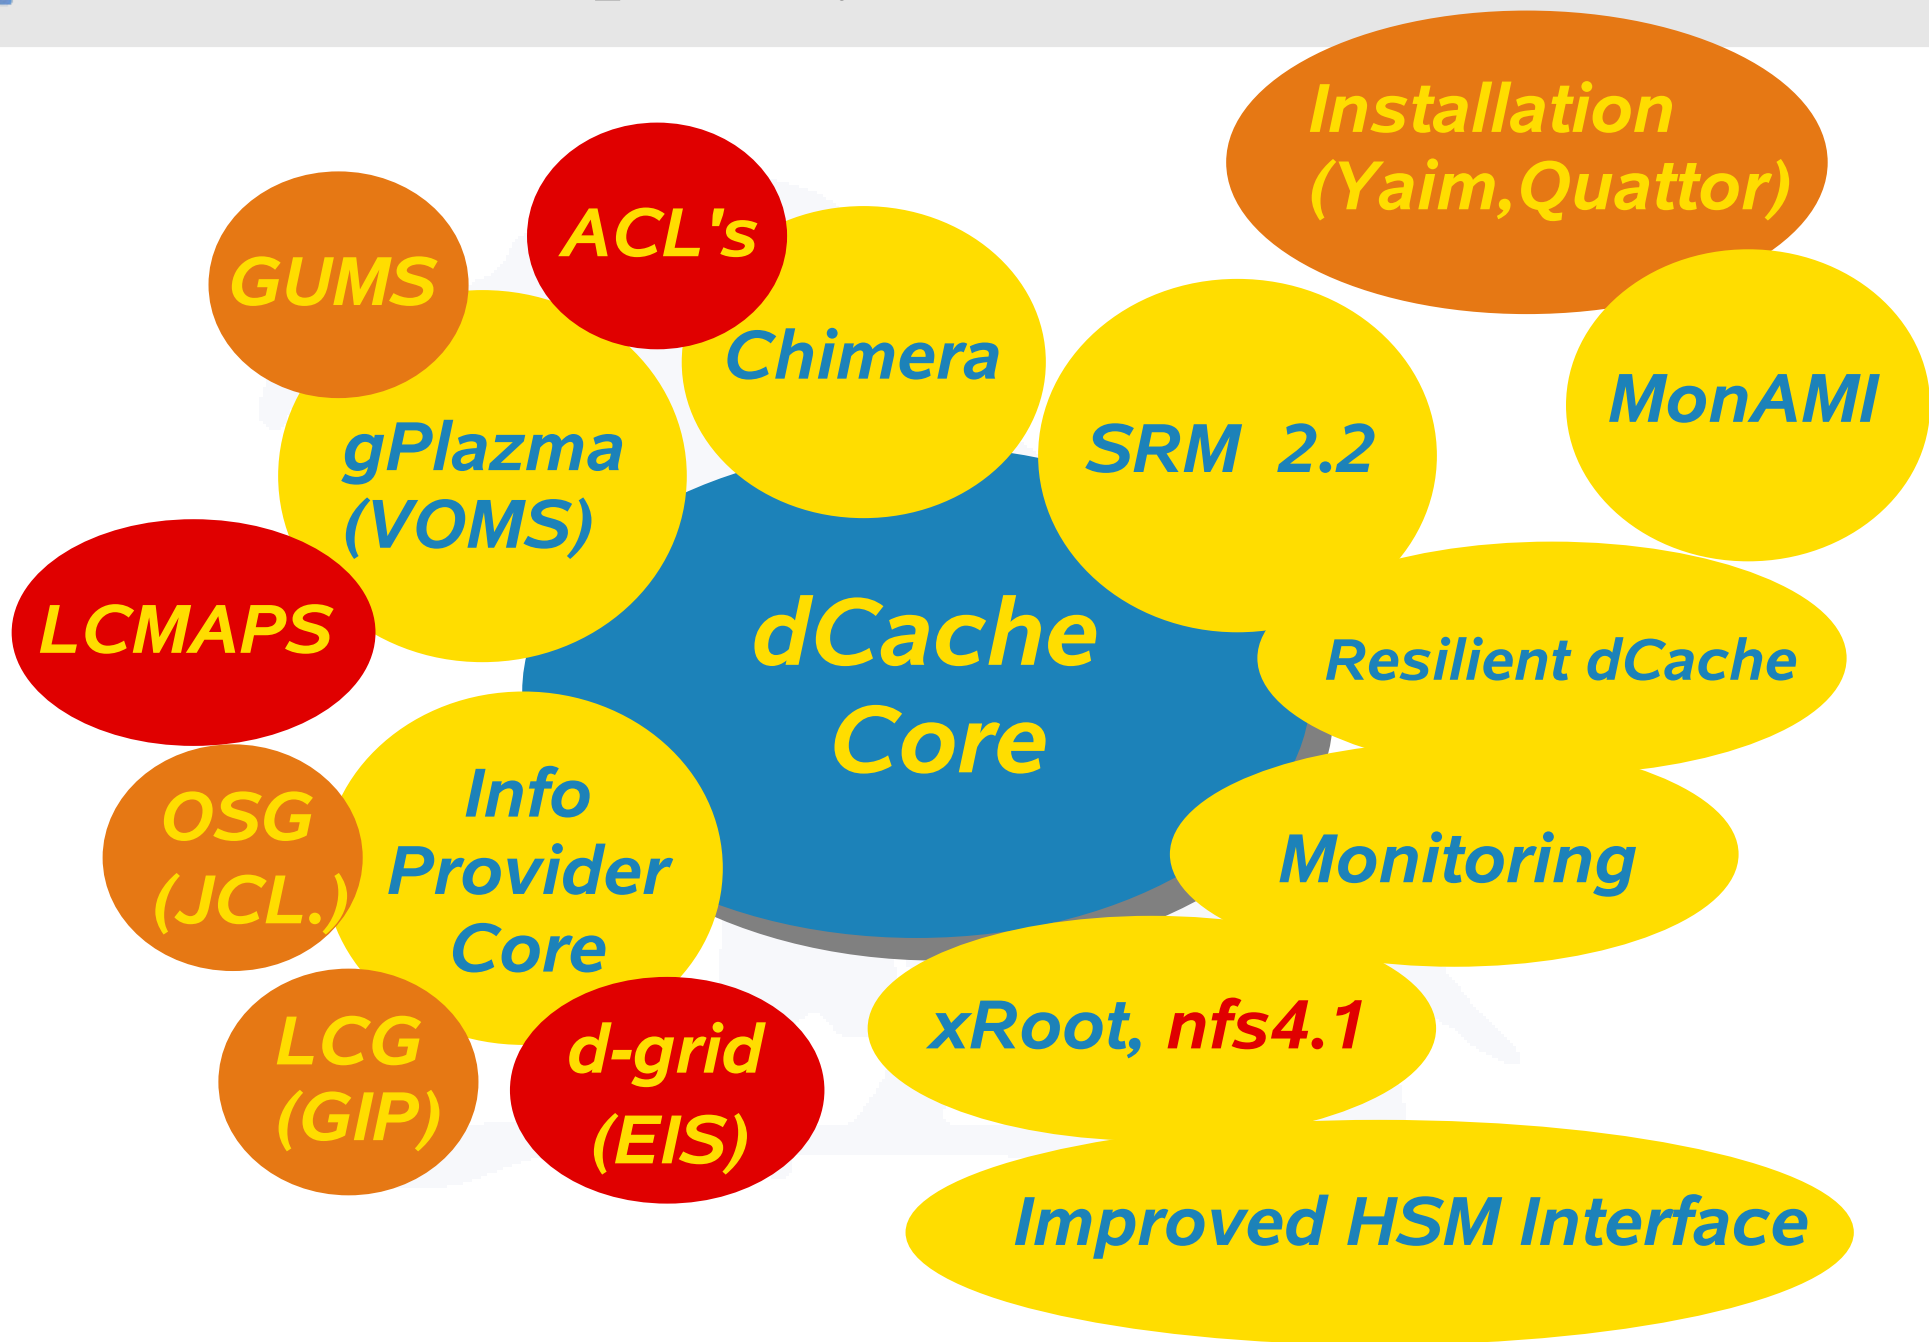 Installation
(Yaim,Quattor)
ACL's
GUMS
Chimera
MonAMI
gPlazma
(VOMS)
SRM 2.2
LCMAPS
dCache
Core
Resilient dCache
Info
Provider
Core
OSG
(JCL.)
Monitoring
LCG
(GIP)
d-grid
(EIS)
xRoot, nfs4.1
Improved HSM Interface